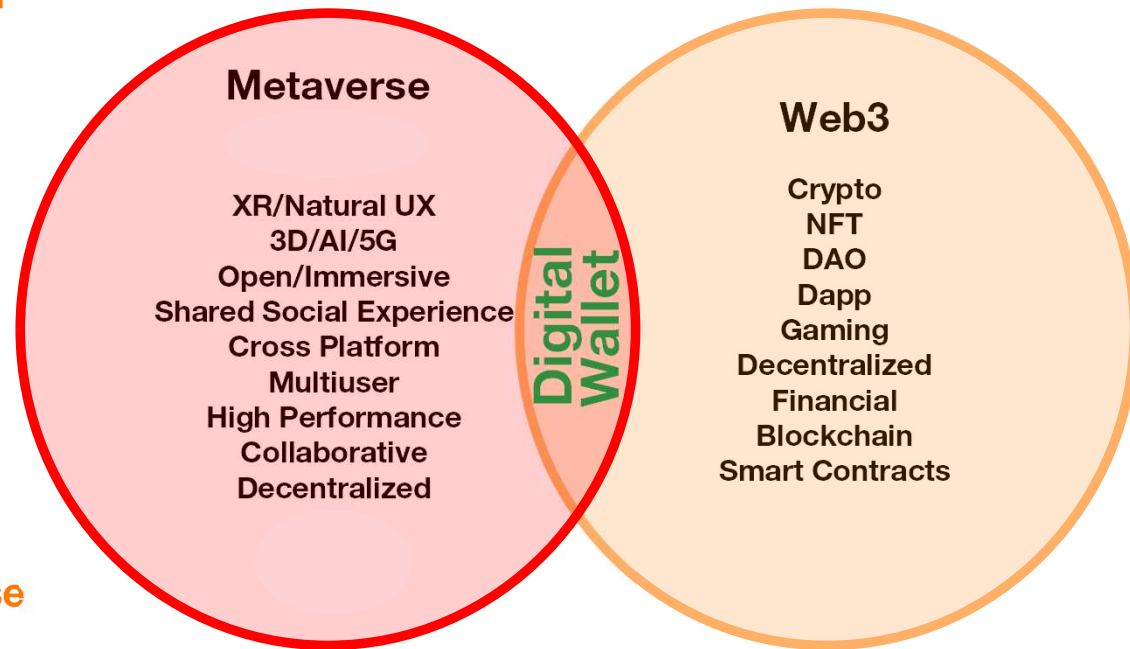 Metaverse
XR/Natural UX
3D/AI/5G
Open/Immersive
Shared Social Experience
Cross Platform
Multiuser
High Performance
Collaborative
Decentralized
Digital
Wallet
Web3
Crypto
NFT
DAO
Dapp
Gaming
Decentralized
Financial
Blockchain
Smart Contracts
se